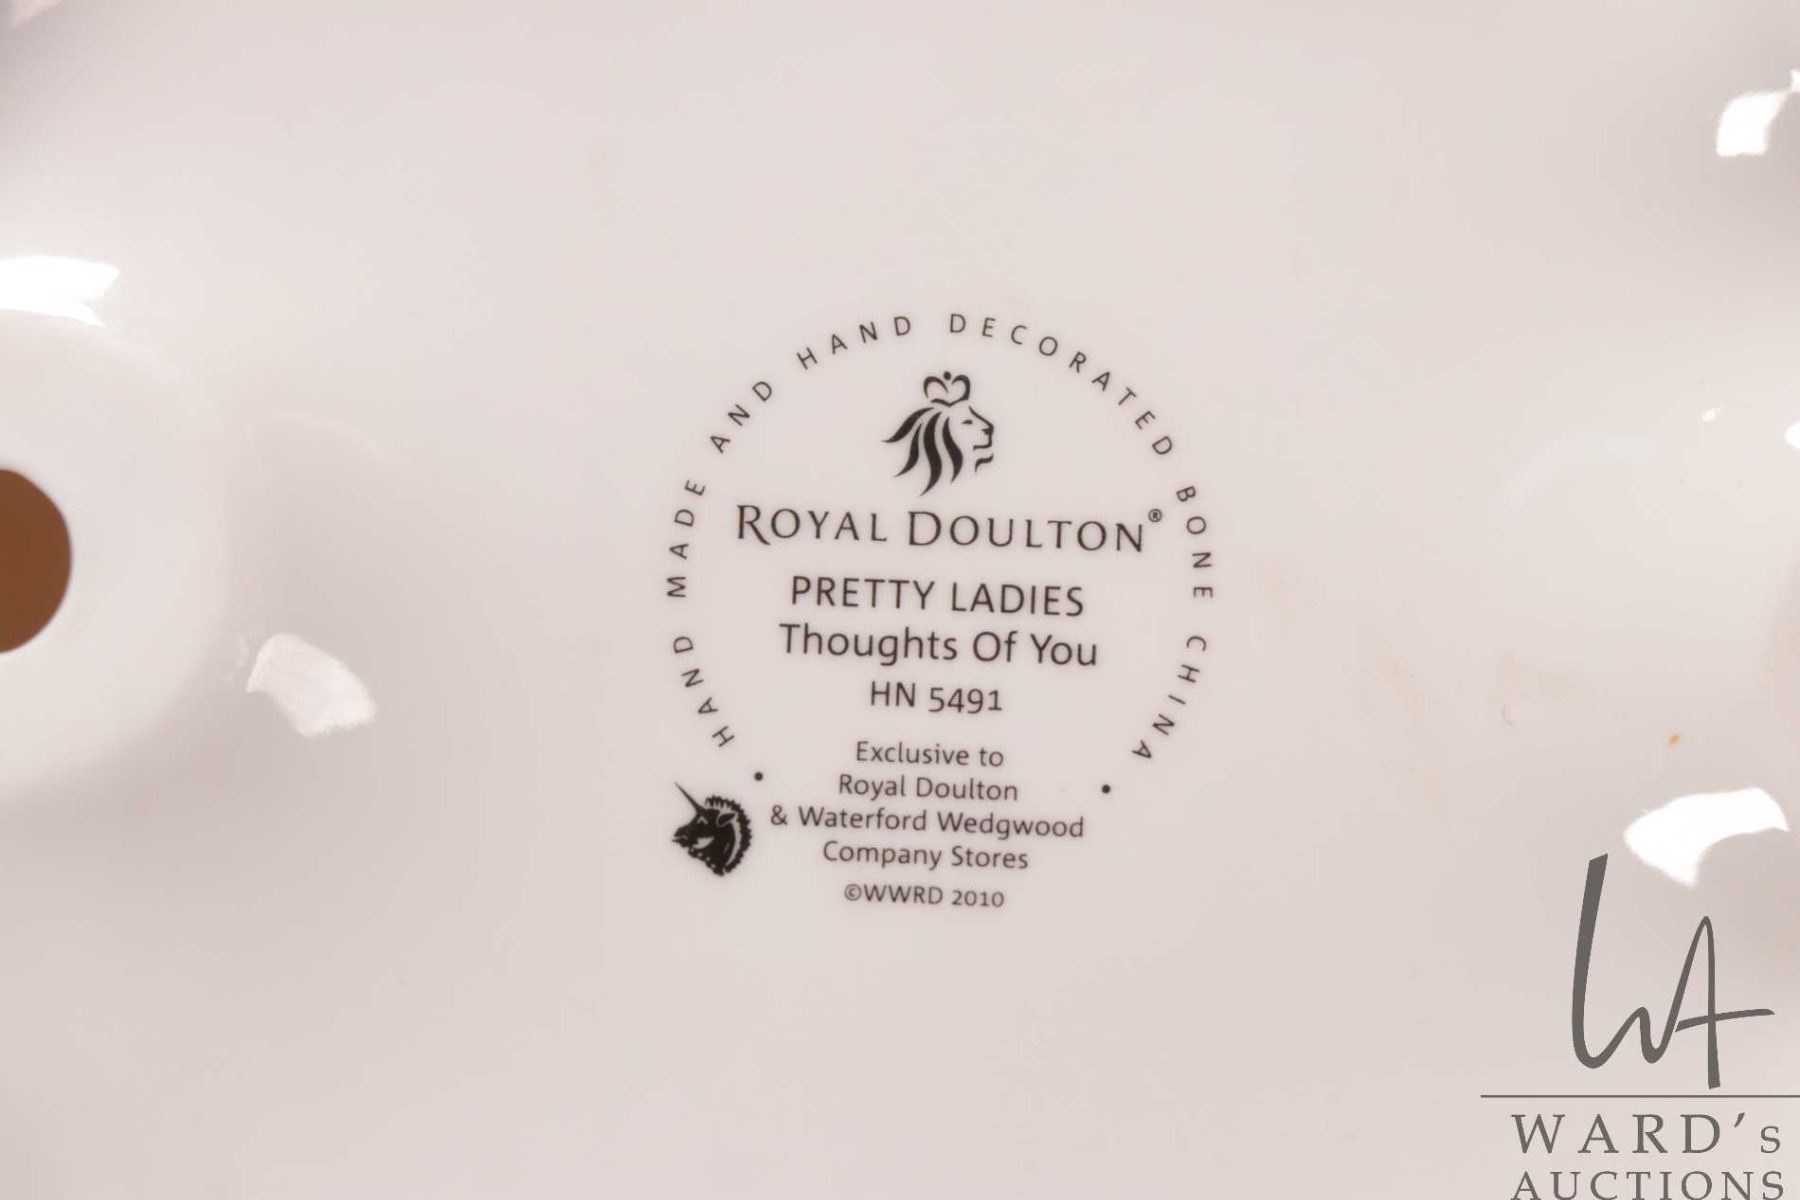 HAND MADE AND HAND DECORATED BONE CHINA
ROYAL DOULTON®
PRETTY LADIES
Thoughts Of You
HN 5491
Exclusive to
Royal Doulton
& Waterford Wedgwood
Company Stores
©WWRD 2010
WA
WARD's
AUCTIONS